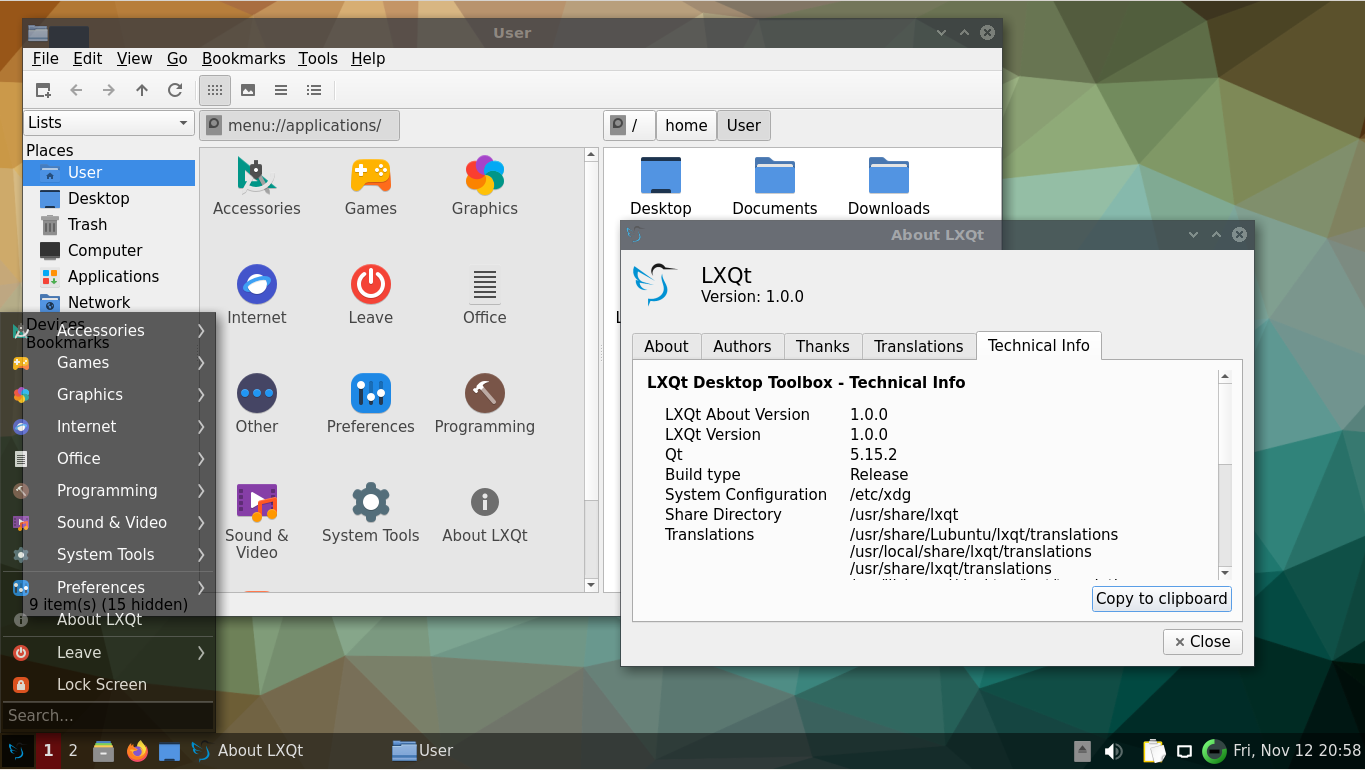 User
File Edit View Go Bookmarks Tools Help
Lists
menu://applications/
/ home User
Places
User
Desktop
Trash
Computer
Applications
Network
Devices
Bookmarks
Accessories Games Graphics
Internet Leave Office
Other Preferences Programming
Sound &
Video
System Tools About LXQt
Desktop Documents Downloads
9 item(s) (15 hidden)
About LXQt
LXQt
Version: 1.0.0
About Authors Thanks Translations Technical Info
LXQt Desktop Toolbox - Technical Info
LXQt About Version 1.0.0
LXQt Version 1.0.0
Qt 5.15.2
Build type Release
System Configuration /etc/xdg
Share Directory /usr/share/lxqt
Translations /usr/share/Lubuntu/lxqt/translations
/usr/local/share/lxqt/translations
/usr/share/lxqt/translations
Copy to clipboard
Close
Accessories
Games
Graphics
Internet
Office
Programming
Sound & Video
System Tools
Preferences
About LXQt
Leave
Lock Screen
Search...
1 2 About LXQt User Fri, Nov 12 20:58